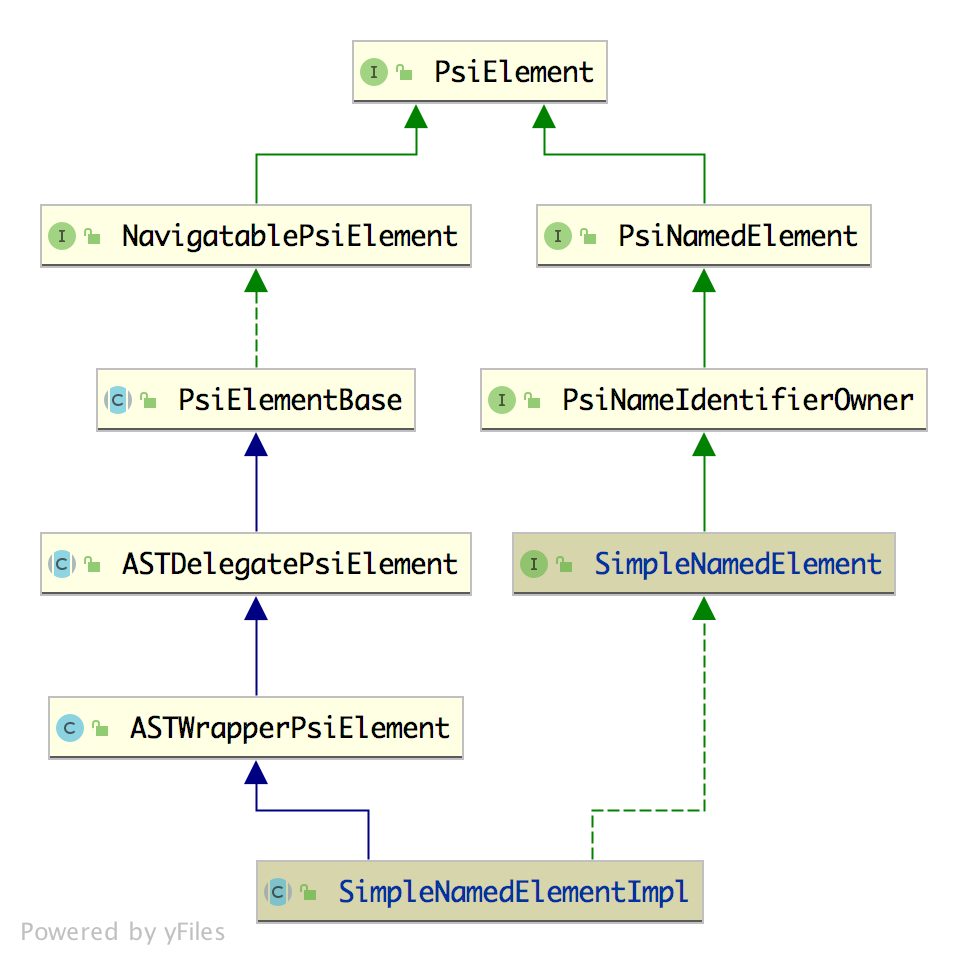 I PsiElement
I NavigatablePsiElement
I PsiNamedElement
C PsiElementBase
I PsiNameIdentifierOwner
C ASTDelegatePsiElement
I SimpleNamedElement
C ASTWrapperPsiElement
C SimpleNamedElementImpl
Powered by yFiles